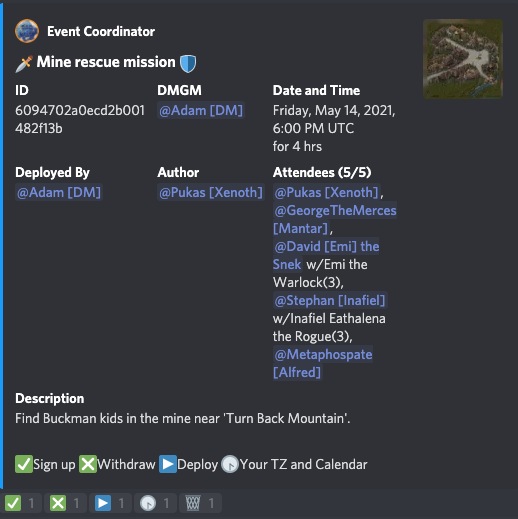 Event Coordinator
Mine rescue mission
ID
6094702a0ecd2b001
482f13b
DMGM
@Adam [DM]
Date and Time
Friday, May 14, 2021,
6:00 PM UTC
for 4 hrs
Deployed By
@Adam [DM]
Author
@Pukas [Xenoth]
Attendees (5/5)
@Pukas [Xenoth],
@GeorgeTheMerces
[Mantar],
@David [Emi] the
Snek w/Emi the
Warlock(3),
@Stephan [Inafiel]
w/Inafiel Eathalena
the Rogue(3),
@Metaphospate
[Alfred]
Description
Find Buckman kids in the mine near 'Turn Back Mountain'.
Sign up Withdraw Deploy Your TZ and Calendar
1 1 1 1 1